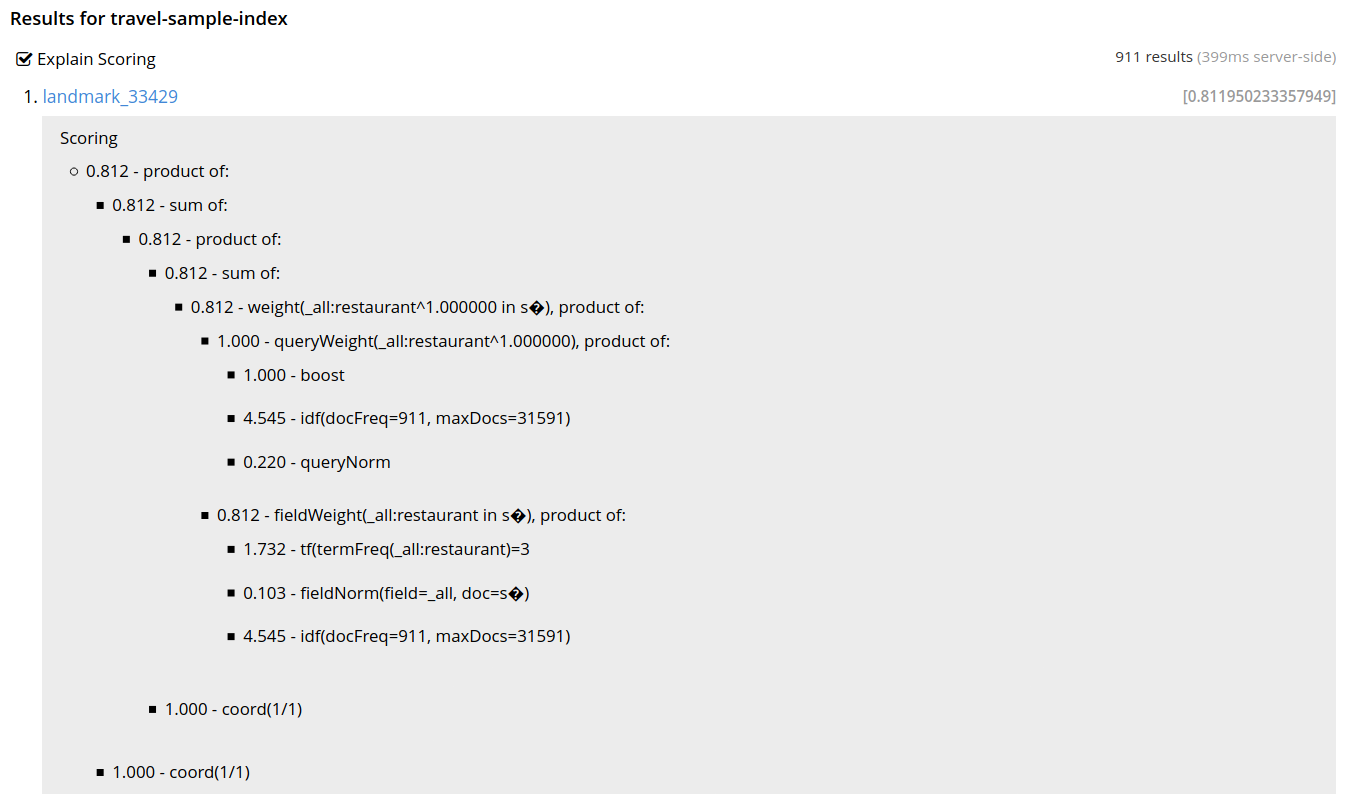 Results for travel-sample-index
Explain Scoring
911 results (399ms server-side)
1. landmark_33429
[0.811950233357949]
Scoring
0.812 - product of:
0.812 - sum of:
0.812 - product of:
0.812 - sum of:
0.812 - weight(_all:restaurant^1.000000 in s�), product of:
1.000 - queryWeight(_all:restaurant^1.000000), product of:
1.000 - boost
4.545 - idf(docFreq=911, maxDocs=31591)
0.220 - queryNorm
0.812 - fieldWeight(_all:restaurant in s�), product of:
1.732 - tf(termFreq(_all:restaurant)=3
0.103 - fieldNorm(field=_all, doc=s�)
4.545 - idf(docFreq=911, maxDocs=31591)
1.000 - coord(1/1)
1.000 - coord(1/1)